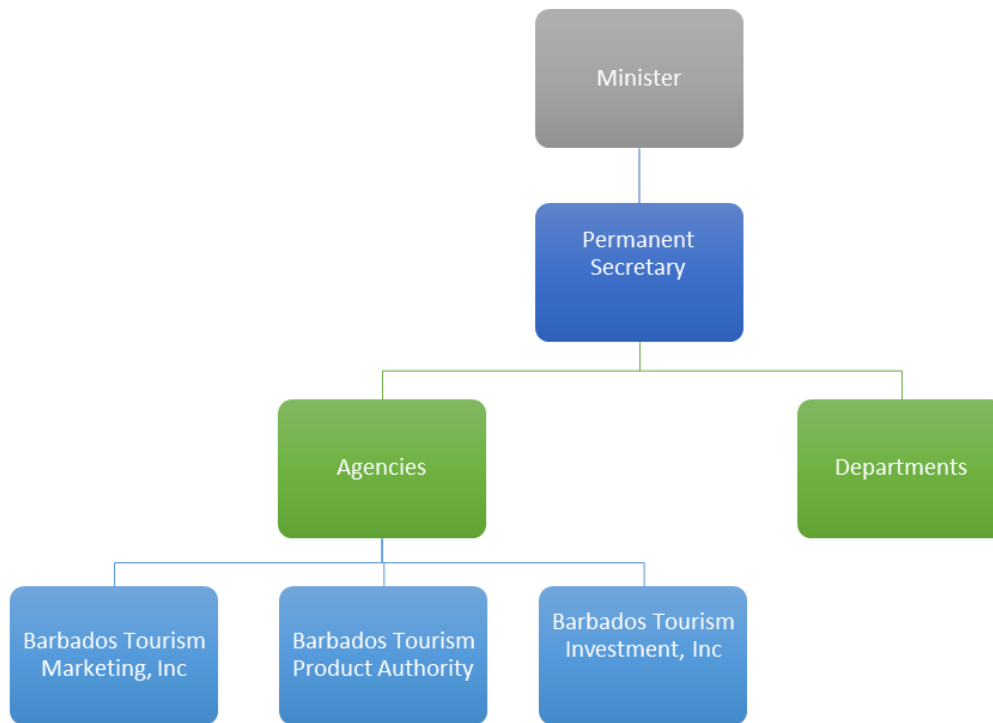 Minister
Permanent
Secretary
Agencies
Departments
Barbados Tourism
Marketing, Inc
Barbados Tourism
Product Authority
Barbados Tourism
Investment, Inc